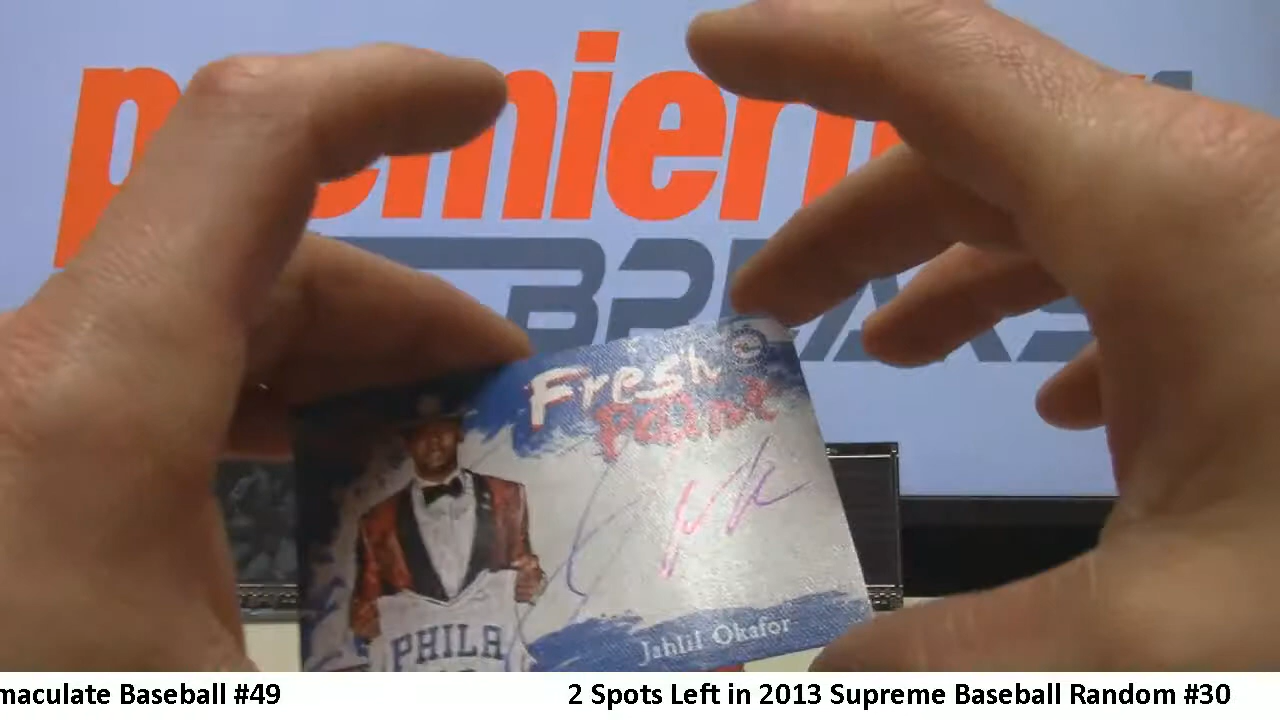 premier
BREAKS
Fresh
Paint
Jahlil Okafor
PHILA
maculate Baseball #49
2 Spots Left in 2013 Supreme Baseball Random #30